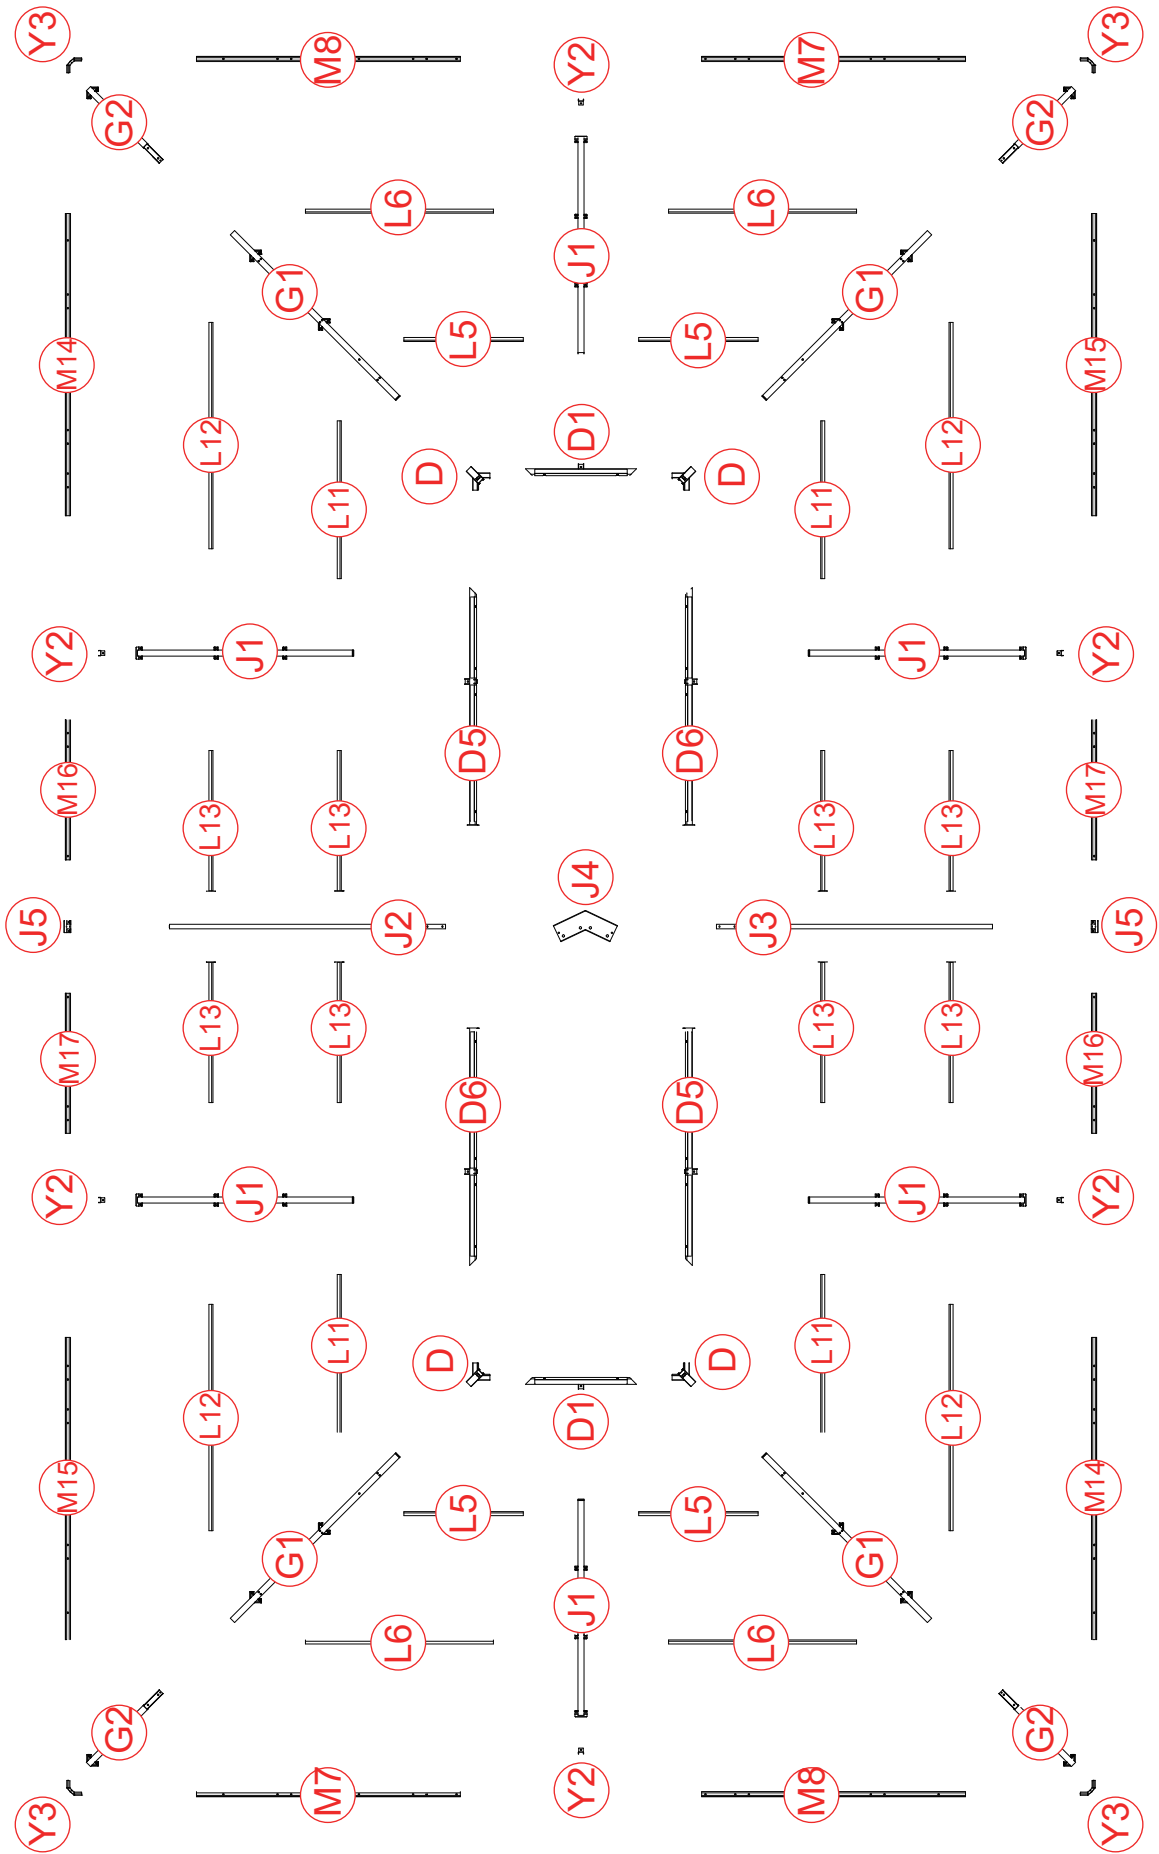 Y3 Y2 J5 Y2 Y3
M15 M17 M16 M14
G2 G2
L12 L13 L13 L12
J1 J1
G1 G1
M7 M8
L11 L13 L13 L11
L6 J2 L6
D D
L5 D6 D5 L5
Y2 J1 D1 J4 D1 J1 Y2
L5 D5 D6 L5
D D
L6 J3 L6
M8 M7
L11 L13 L13 L11
G1 G1
J1 J1
L12 L13 L13 L12
G2 G2
M14 M16 M17 M15
Y3 Y2 J5 Y2 Y3